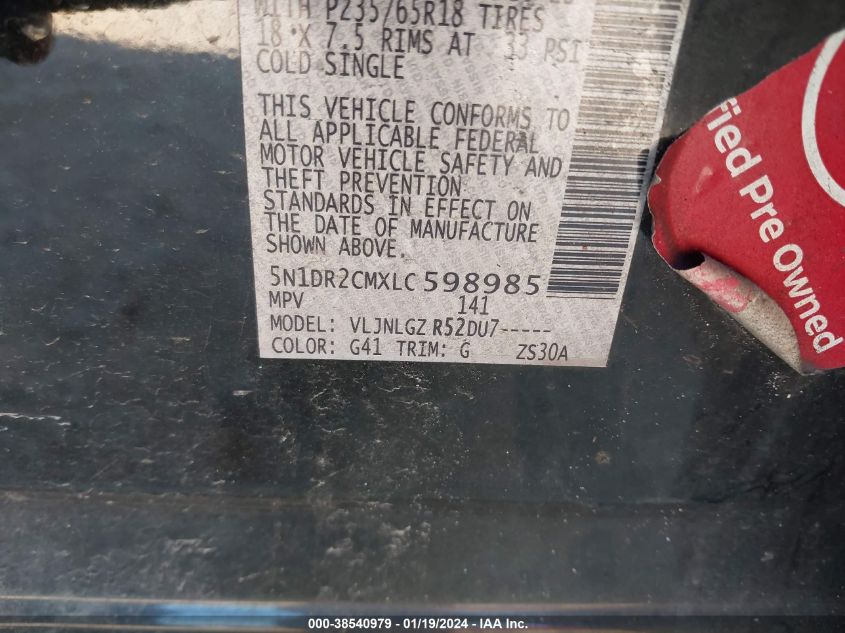 WITH P235/65R18 TIRES
18 X 7.5 RIMS AT 33 PSI
COLD SINGLE
THIS VEHICLE CONFORMS TO
ALL APPLICABLE FEDERAL
MOTOR VEHICLE SAFETY AND
THEFT PREVENTION
STANDARDS IN EFFECT ON
THE DATE OF MANUFACTURE
SHOWN ABOVE.
5N1DR2CMXLC598985
MPV 141
MODEL: VLJNLGZ R52DU7-----
COLOR: G41 TRIM: G ZS30A
ified Pre Owned
000-38540979 - 01/19/2024 - IAA Inc.